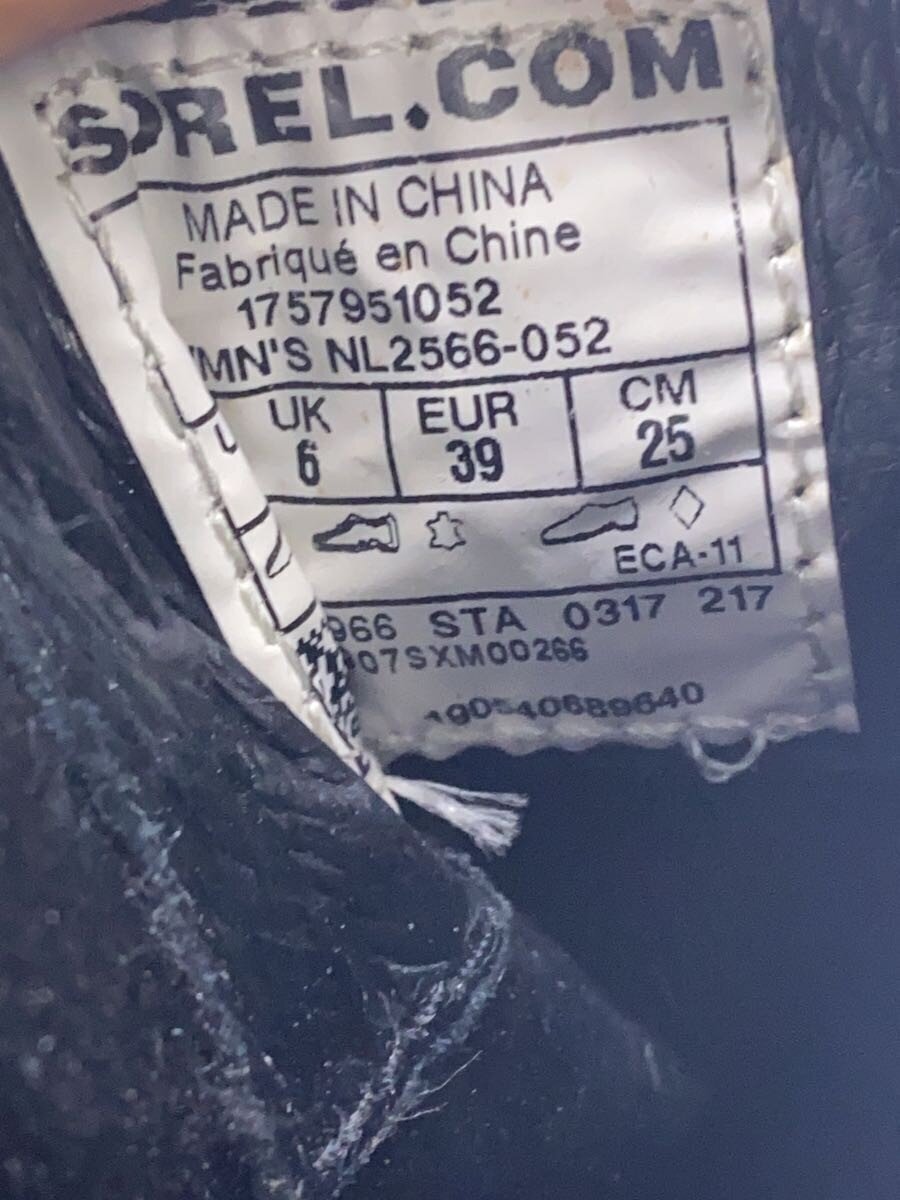 SOREL.COM
MADE IN CHINA
Fabriqué en Chine
1757951052
WMN'S NL2566-052
UK EUR CM
6 39 25
ECA-11
966 STA 0317 217
07SXM00266